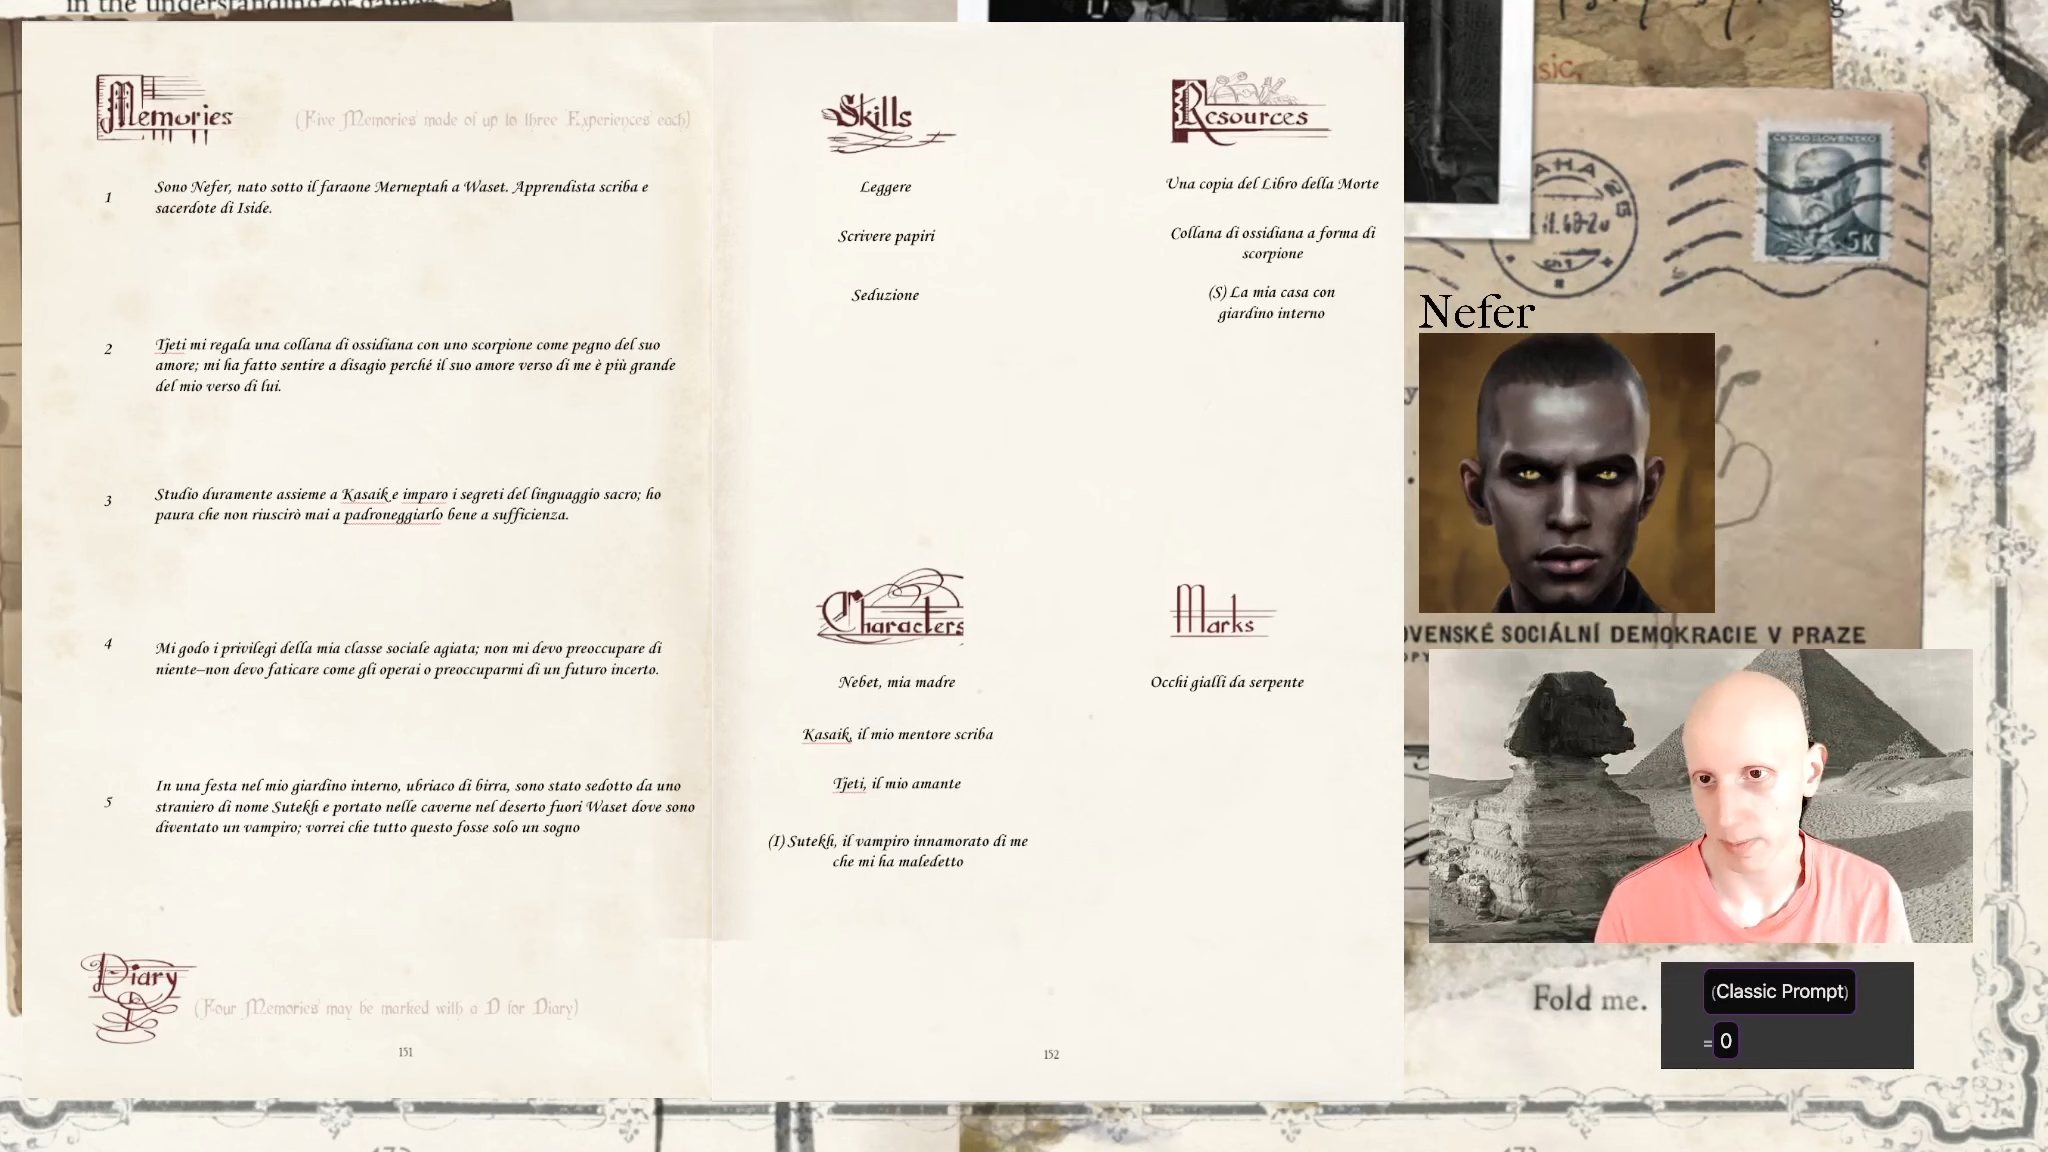 in the understanding of games
Memories
(Five Memories made of up to three Experiences each)
1
Sono Nefer, nato sotto il faraone Merneptah a Waset. Apprendista scriba e
sacerdote di Iside.
2
Tjeti mi regala una collana di ossidiana con uno scorpione come pegno del suo
amore; mi ha fatto sentire a disagio perché il suo amore verso di me è più grande
del mio verso di lui.
3
Studio duramente assieme a Kasaik e imparo i segreti del linguaggio sacro; ho
paura che non riuscirò mai a padroneggiarlo bene a sufficienza.
4
Mi godo i privilegi della mia classe sociale agiata; non mi devo preoccupare di
niente–non devo faticare come gli operai o preoccuparmi di un futuro incerto.
5
In una festa nel mio giardino interno, ubriaco di birra, sono stato sedotto da uno
straniero di nome Sutekh e portato nelle caverne nel deserto fuori Waset dove sono
diventato un vampiro; vorrei che tutto questo fosse solo un sogno
Diary
(Four Memories may be marked with a D for Diary)
151
Skills
Leggere
Scrivere papiri
Seduzione
Resources
Una copia del Libro della Morte
Collana di ossidiana a forma di
scorpione
(S) La mia casa con
giardino interno
Characters
Nebet, mia madre
Kasaik, il mio mentore scriba
Tjeti, il mio amante
(I) Sutekh, il vampiro innamorato di me
che mi ha maledetto
Marks
Occhi gialli da serpente
152
sic.
ČESKOSLOVENSKO
5K
Nefer
OVENSKÉ SOCIÁLNÍ DEMOKRACIE V PRAZE
Fold me.
(Classic Prompt)
=0